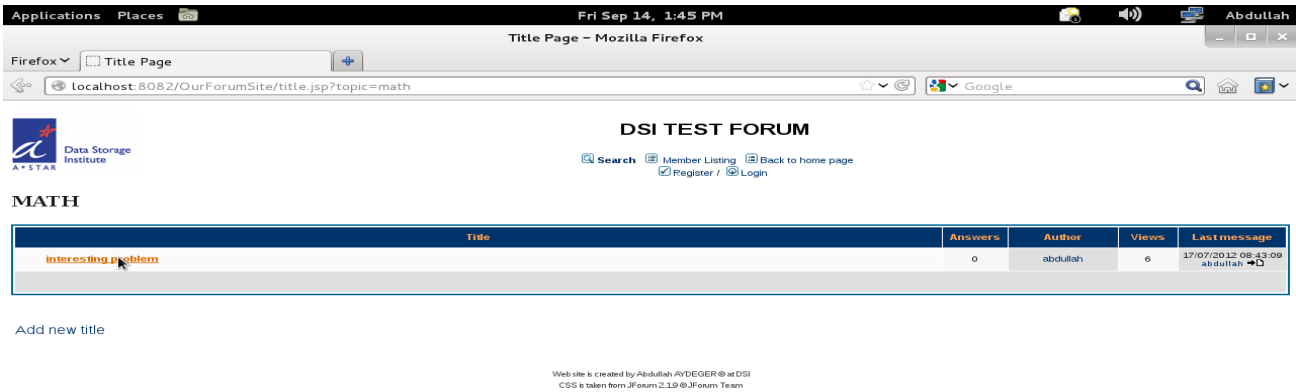 Applications Places Fri Sep 14, 1:45 PM Abdullah
Title Page - Mozilla Firefox
Firefox Title Page
localhost:8082/OurForumSite/title.jsp?topic=math Google
A*STAR
Data Storage
Institute
DSI TEST FORUM
Search Member Listing Back to home page
Register / Login
MATH
Title Answers Author Views Last message
interesting problem 0 abdullah 6 17/07/2012 08:43:09
abdullah
Add new title
Web site is created by Abdullah AYDEGER © at DSI
CSS is taken from JForum 2.1.9 © JForum Team